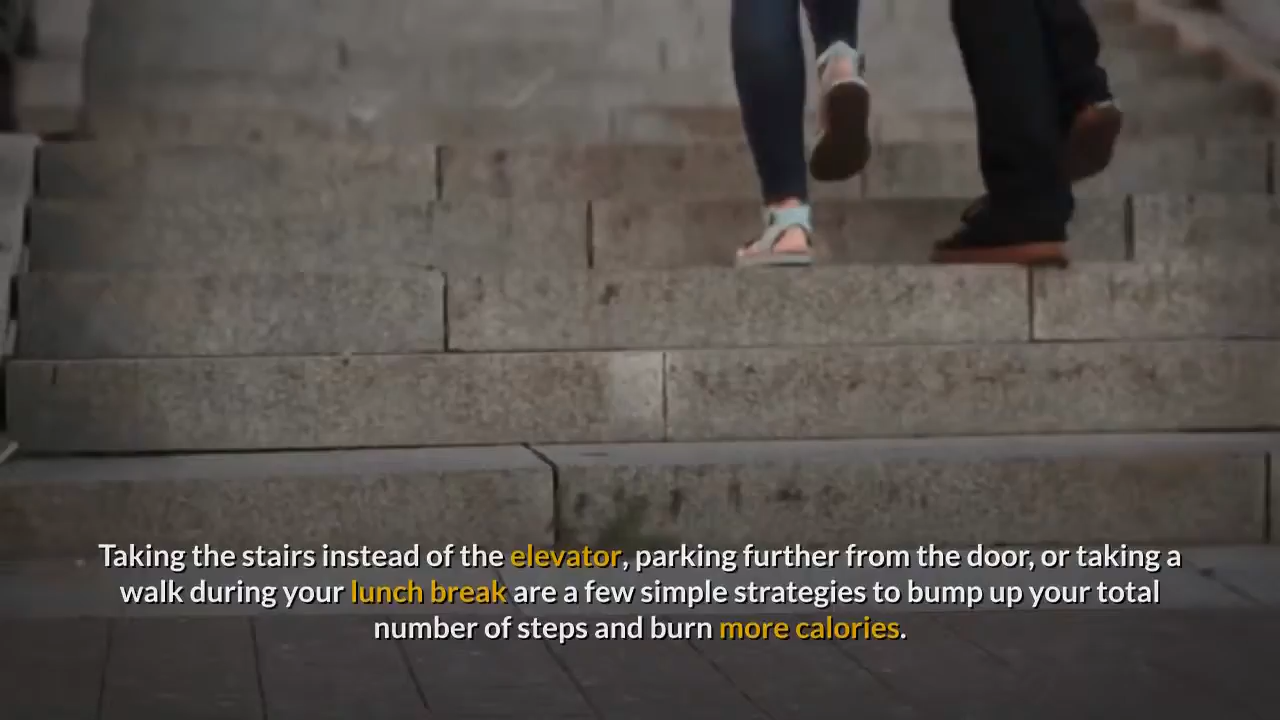 Taking the stairs instead of the elevator, parking further from the door, or taking a
walk during your lunch break are a few simple strategies to bump up your total
number of steps and burn more calories.